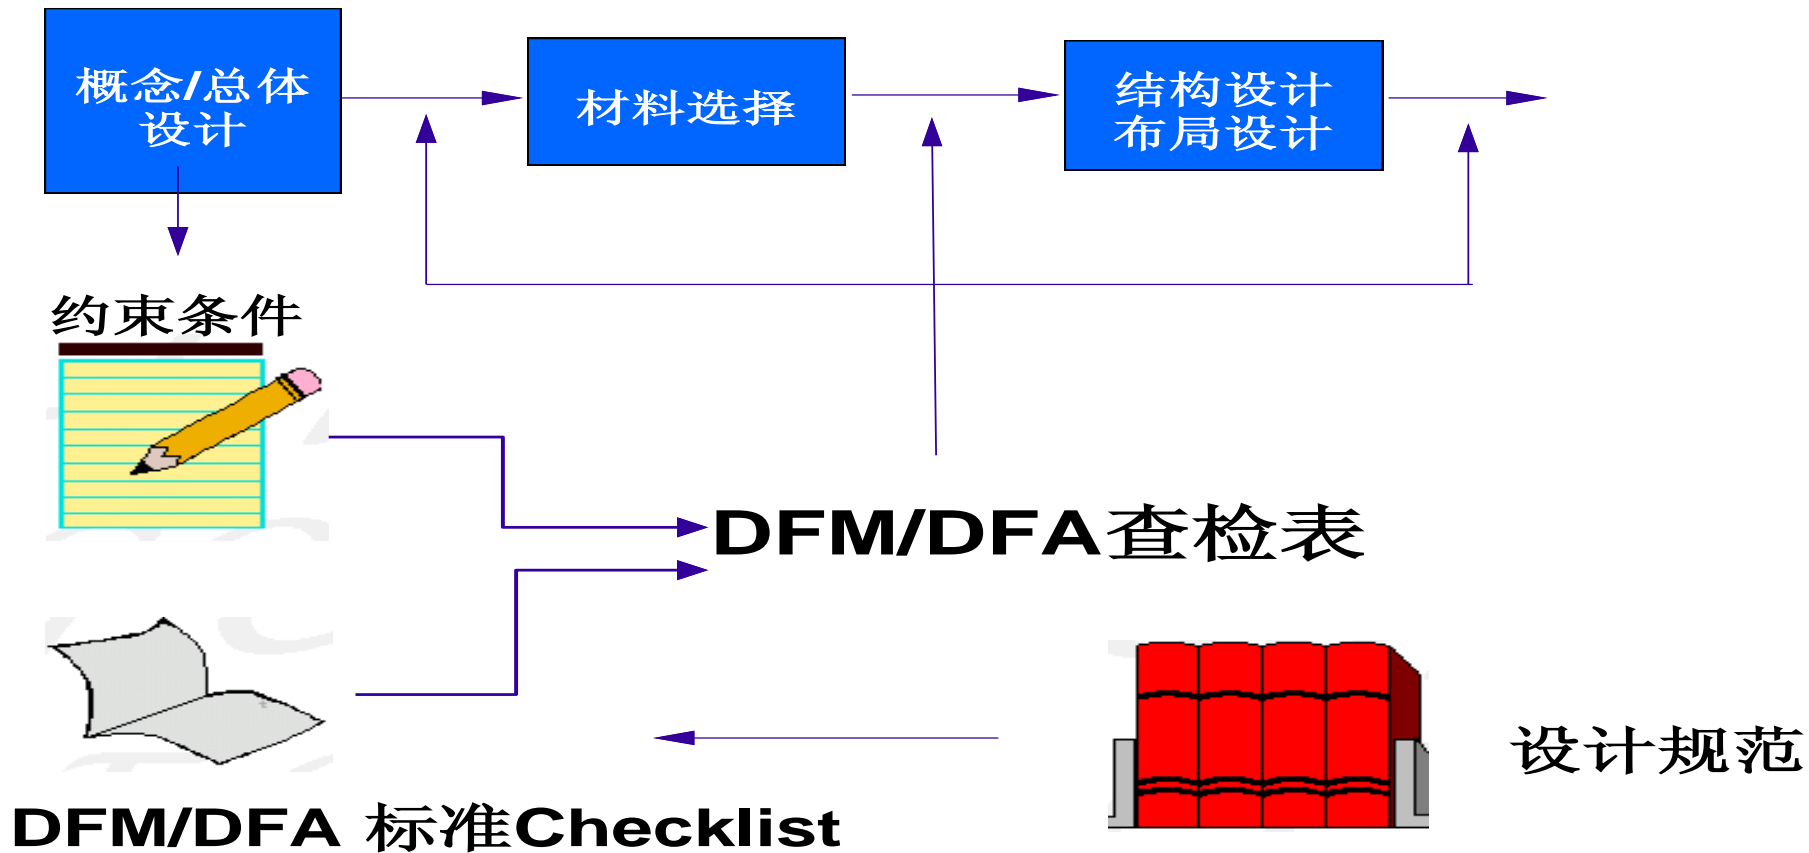 概念/总体
设计
材料选择
结构设计
布局设计
约束条件
DFM/DFA查检表
设计规范
DFM/DFA 标准Checklist